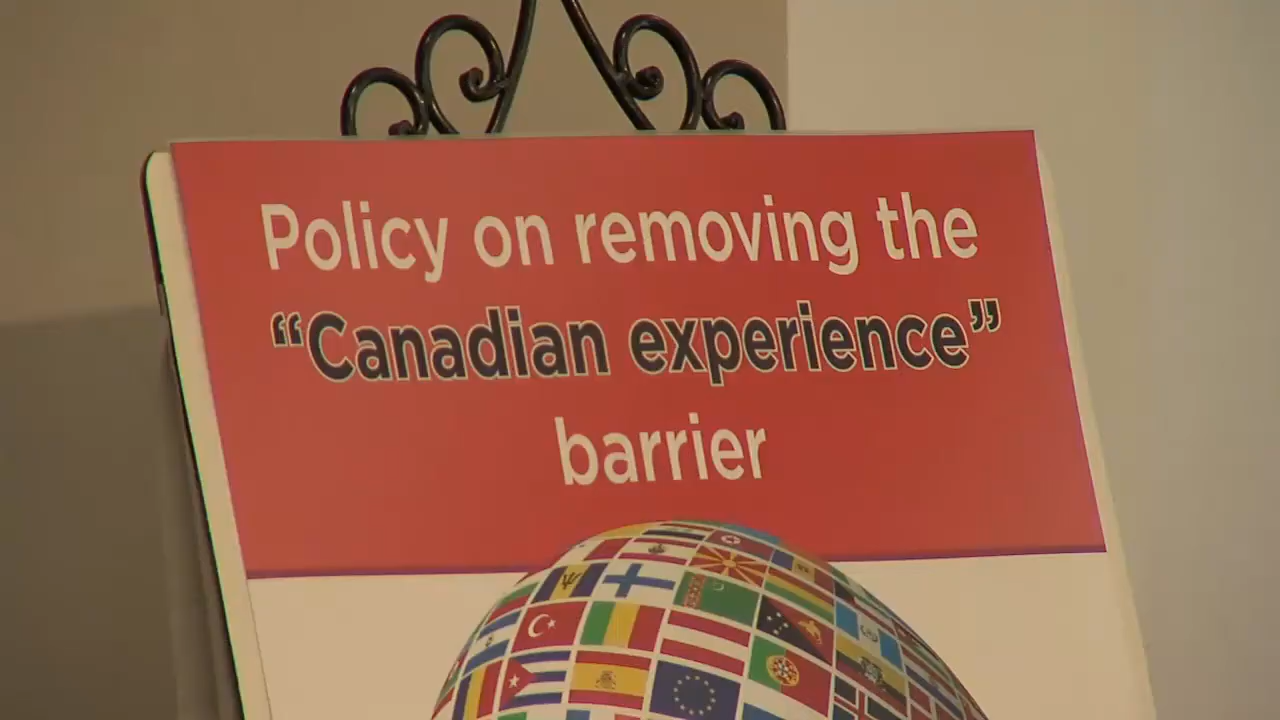 Policy on removing the
“Canadian experience”
barrier